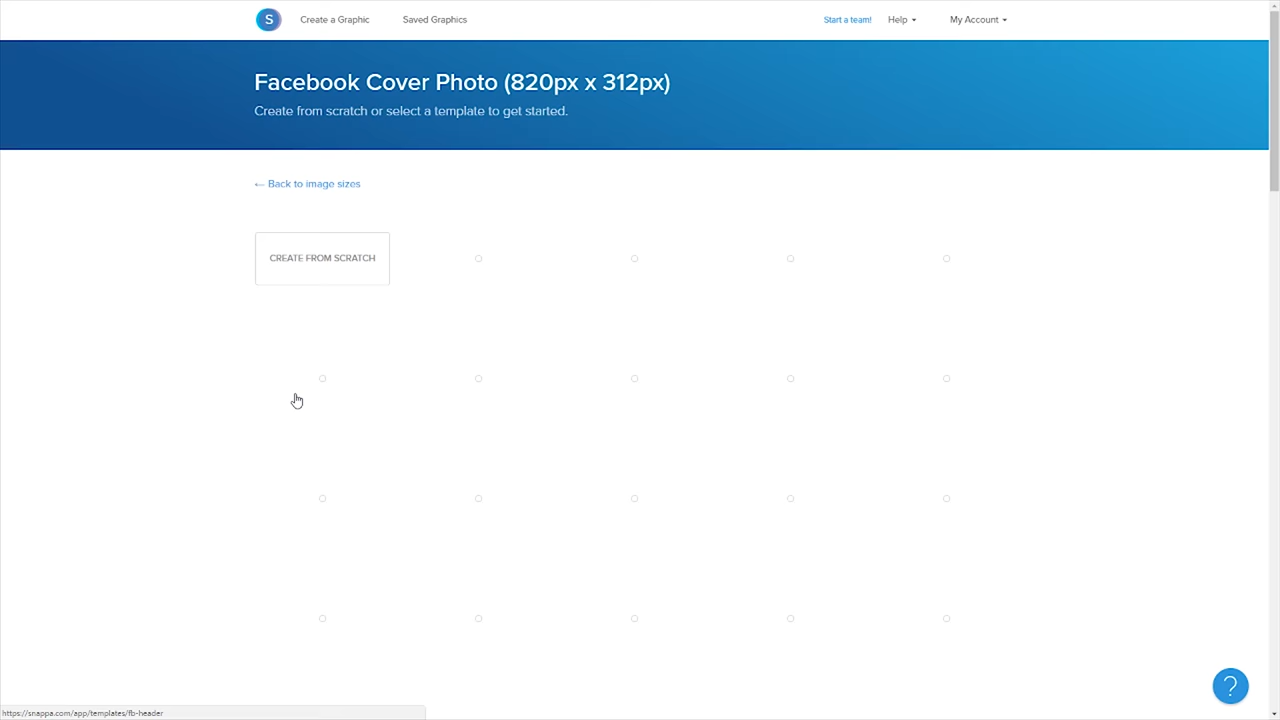 S Create a Graphic Saved Graphics Start a team! Help My Account
Facebook Cover Photo (820px x 312px)
Create from scratch or select a template to get started.
← Back to image sizes
CREATE FROM SCRATCH
?
https://snappa.com/app/templates/fb-header